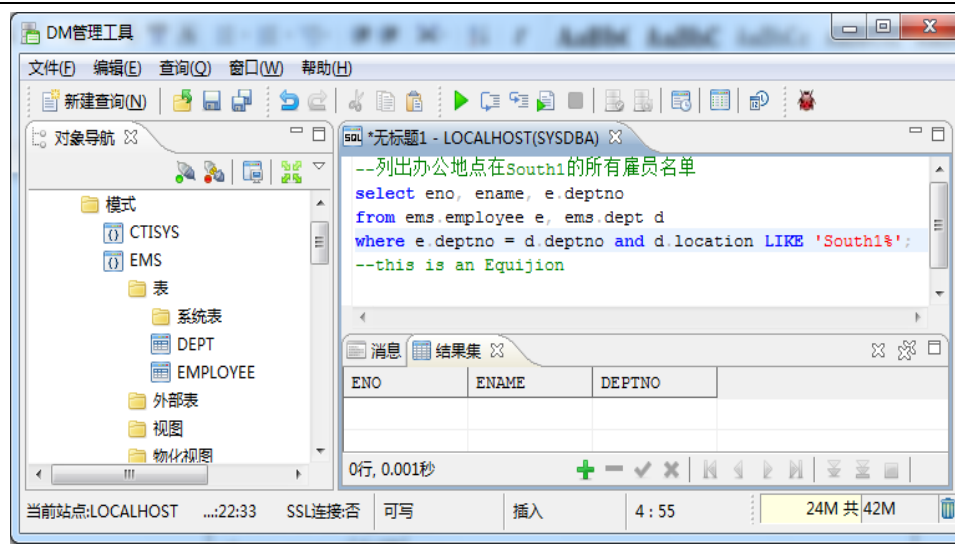 DM管理工具
文件(F) 编辑(E) 查询(Q) 窗口(W) 帮助(H)
新建查询(N)
对象导航
模式
CTISYS
EMS
表
系统表
DEPT
EMPLOYEE
外部表
视图
物化视图
*无标题1 - LOCALHOST(SYSDBA)
--列出办公地点在South1的所有雇员名单
select eno, ename, e.deptno
from ems.employee e, ems.dept d
where e.deptno = d.deptno and d.location LIKE 'South1%';
--this is an Equijion
消息 结果集
ENO ENAME DEPTNO
0行, 0.001秒
当前站点:LOCALHOST ...:22:33 SSL连接:否 可写 插入 4 : 55 24M 共 42M